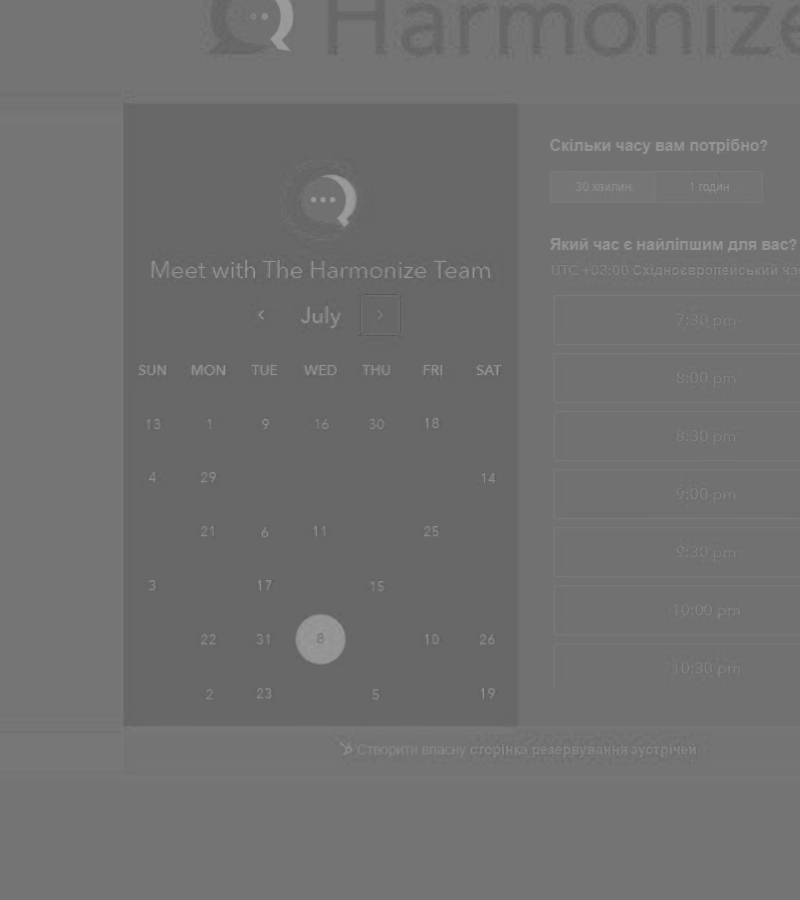 Harmonize
Meet with The Harmonize Team
July
SUN MON TUE WED THU FRI SAT
13 1 9 16 30 18
4 29 14
21 6 11 25
3 17 15
22 31 8 10 26
2 23 5 19
Скільки часу вам потрібно?
30 хвилин 1 годин
Який час є найліпшим для вас?
UTC +03:00 Східноєвропейський
7:30 pm
8:00 pm
8:30 pm
9:00 pm
9:30 pm
10:00 pm
10:30 pm
Створити власну сторінка резервування зустрічей